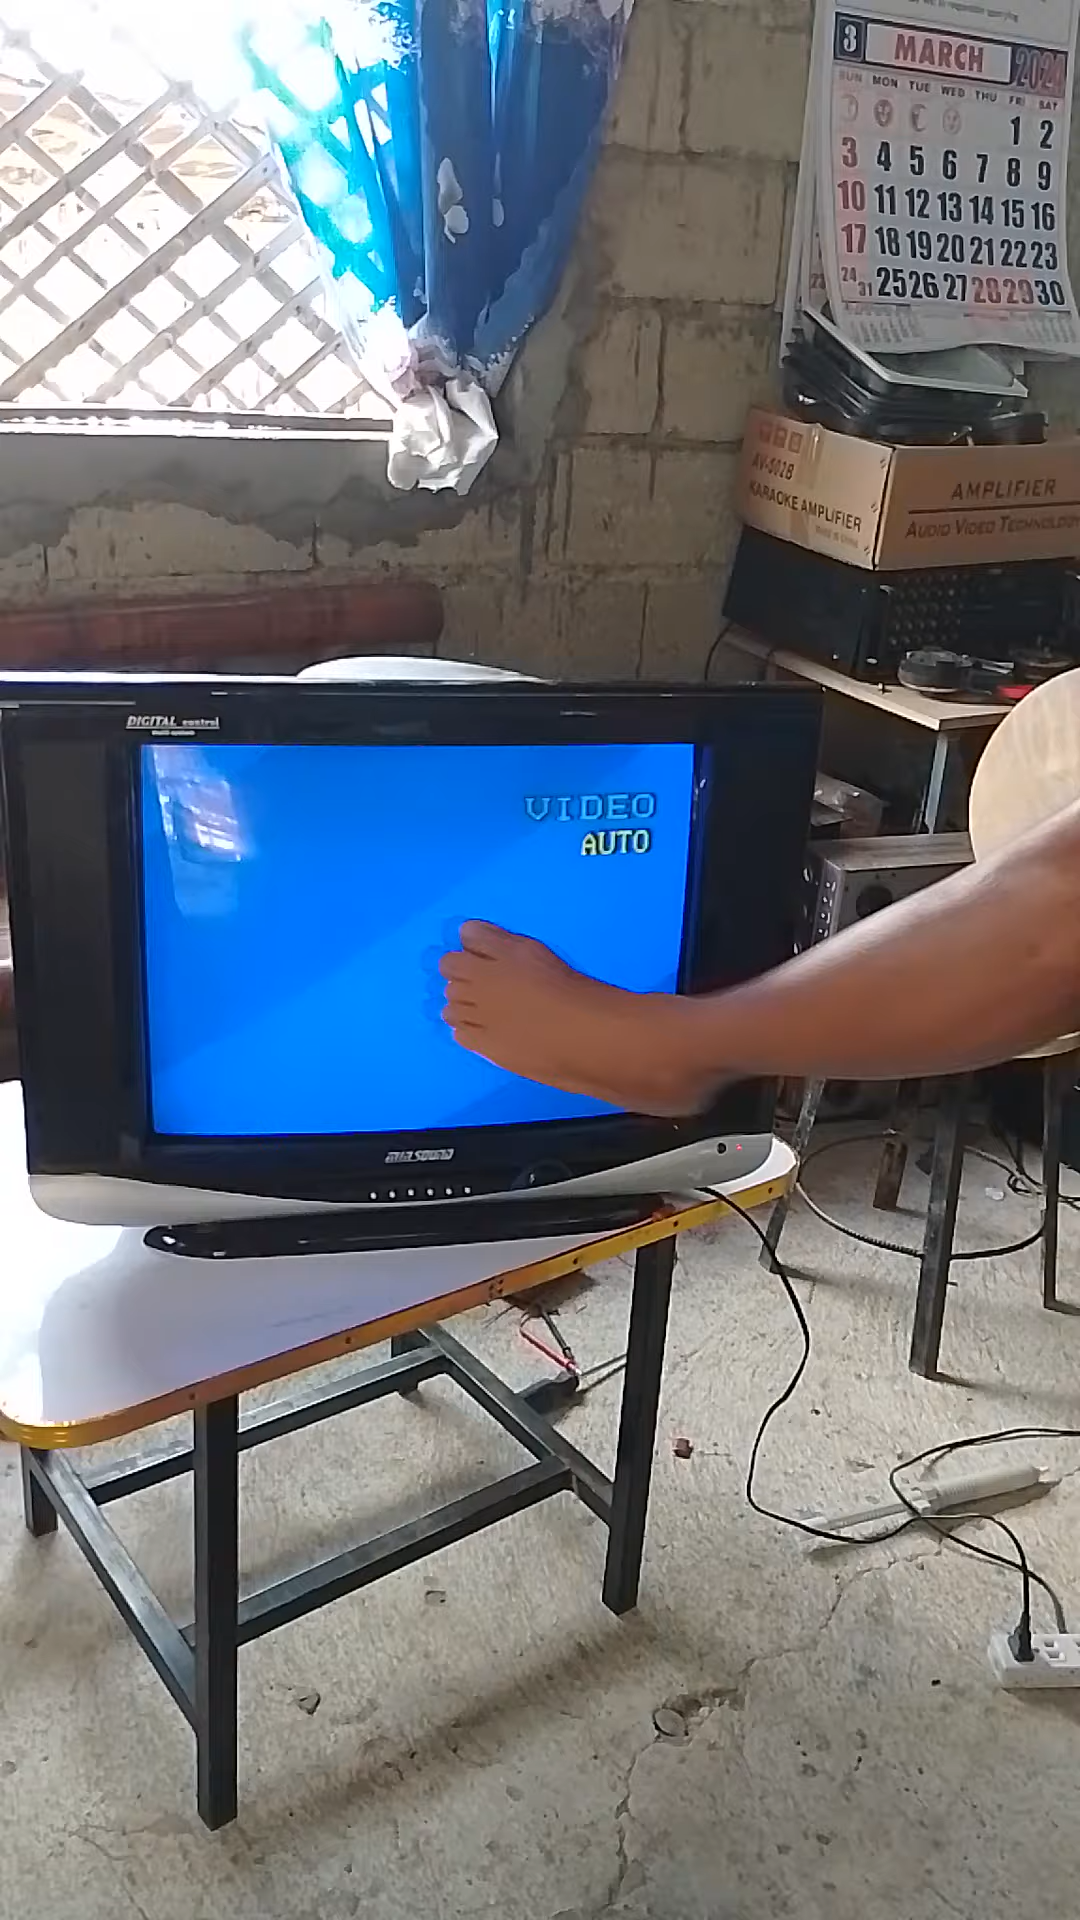 3 MARCH 2024
SUN MON TUE WED THU FRI SAT
1 2
3 4 5 6 7 8 9
10 11 12 13 14 15 16
17 18 19 20 21 22 23
24 31 25 26 27 28 29 30
AV-502B
KARAOKE AMPLIFIER
AMPLIFIER
AUDIO VIDEO TECHNOLOGY
DIGITAL control
VIDEO
AUTO